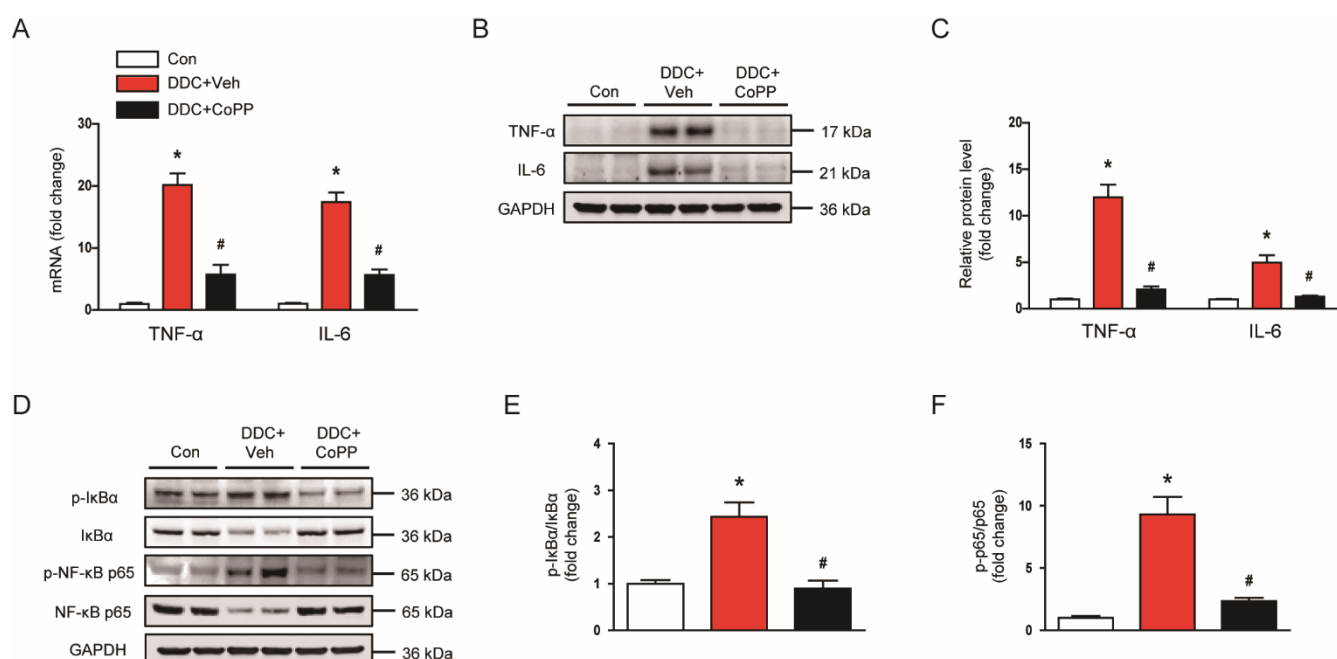 A
Con
DDC+Veh
DDC+CoPP
mRNA (fold change)
30
20
10
0
*
#
*
#
TNF-α
IL-6
B
Con
DDC+
Veh
DDC+
CoPP
TNF-α
17 kDa
IL-6
21 kDa
GAPDH
36 kDa
C
Relative protein level
(fold change)
20
15
10
5
0
*
#
*
#
TNF-α
IL-6
D
Con
DDC+
Veh
DDC+
CoPP
p-IκBα
36 kDa
IκBα
36 kDa
p-NF-κB p65
65 kDa
NF-κB p65
65 kDa
GAPDH
36 kDa
E
p-IκBα/IκBα
(fold change)
4
3
2
1
0
*
#
F
p-p65/p65
(fold change)
15
10
5
0
*
#